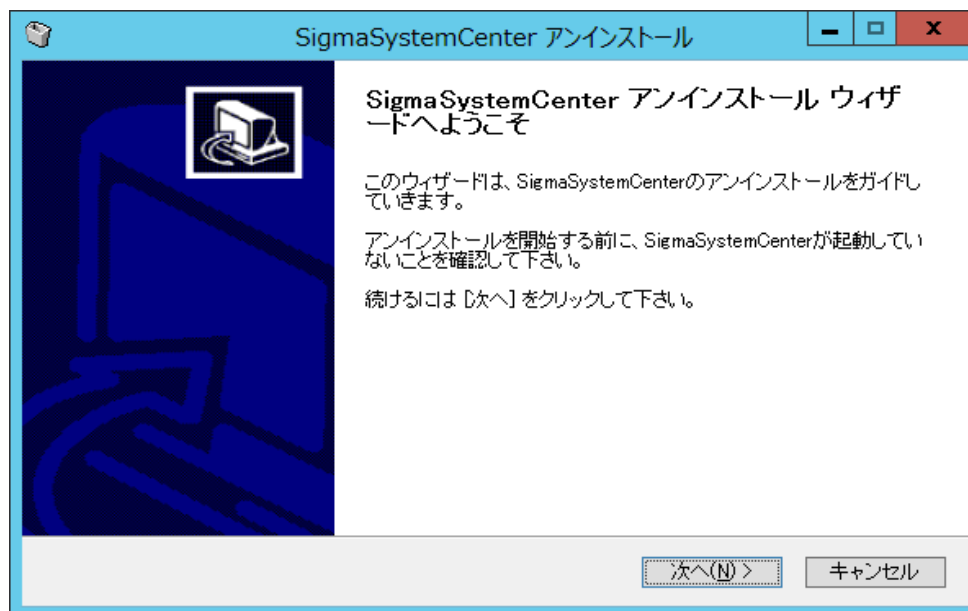 SigmaSystemCenter アンインストール
SigmaSystemCenter アンインストール ウィザ
ードへようこそ
このウィザードは、SigmaSystemCenterのアンインストールをガイドし
ていきます。
アンインストールを開始する前に、SigmaSystemCenterが起動してい
ないことを確認して下さい。
続けるには [次へ] をクリックして下さい。
次へ(N) >
キャンセル